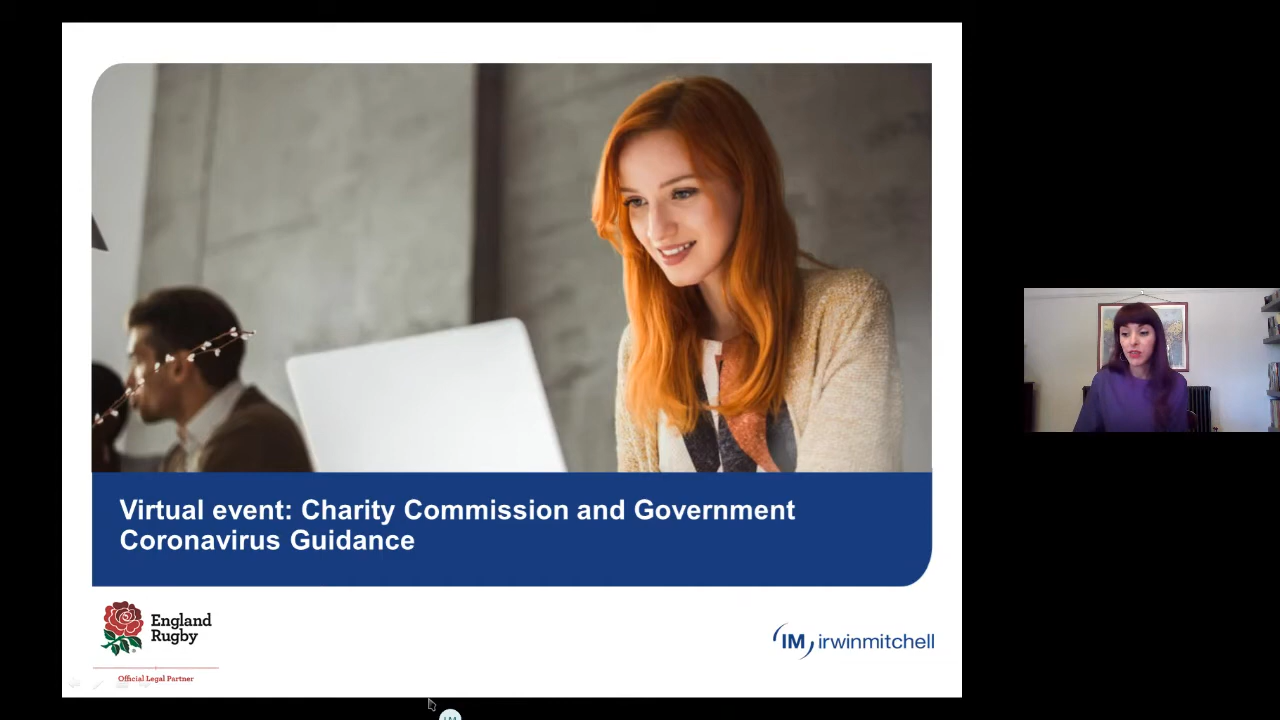 Virtual event: Charity Commission and Government
Coronavirus Guidance
England
Rugby
Official Legal Partner
IM irwinmitchell